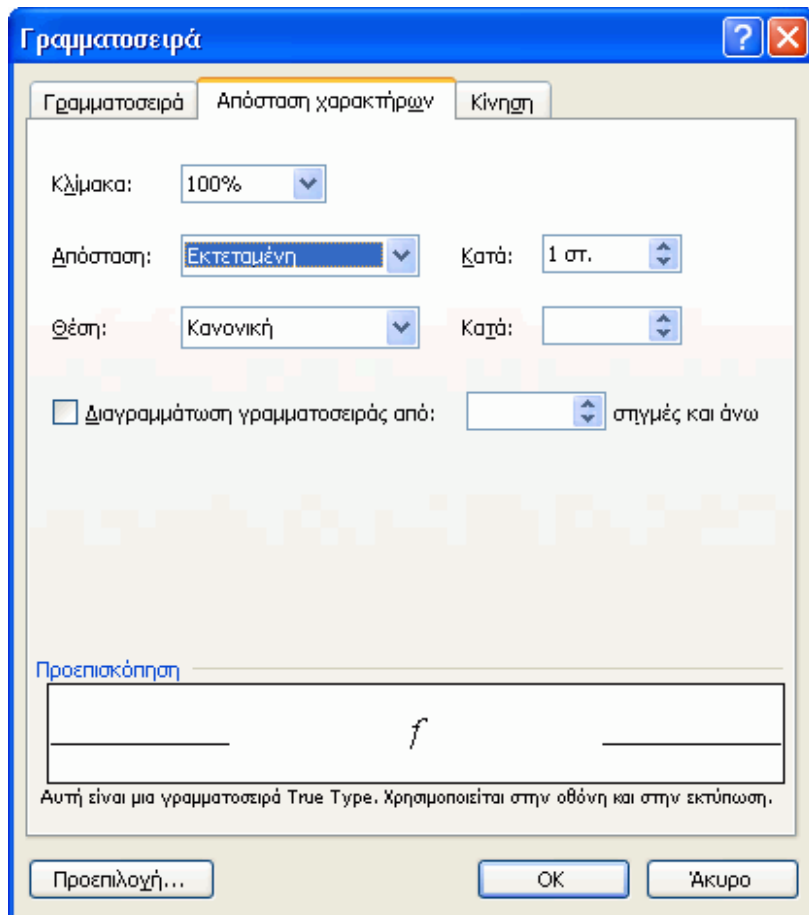 Γραμματοσειρά
Γραμματοσειρά Απόσταση χαρακτήρων Κίνηση
Κλίμακα: 100%
Απόσταση: Εκτεταμένη Κατά: 1 στ.
Θέση: Κανονική Κατά:
Διαγραμμάτωση γραμματοσειράς από: στιγμές και άνω
Προεπισκόπηση
f
Αυτή είναι μια γραμματοσειρά True Type. Χρησιμοποιείται στην οθόνη και στην εκτύπωση.
Προεπιλογή... OK Άκυρο